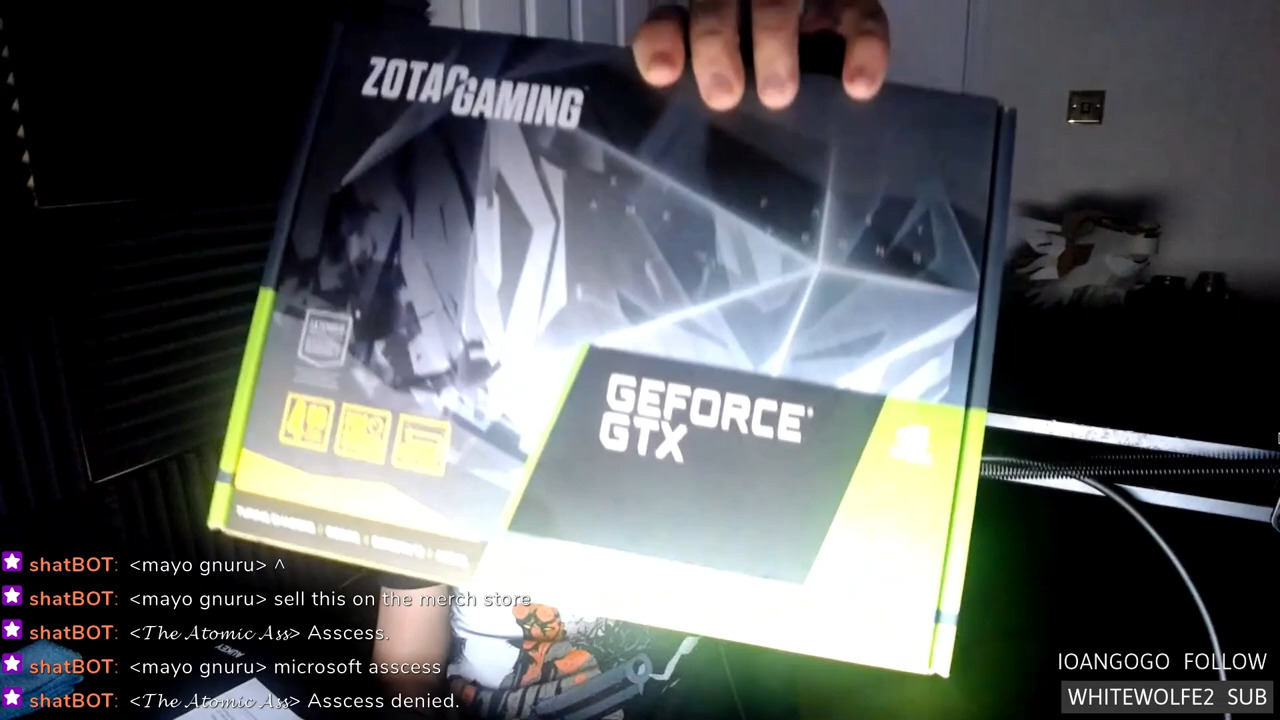 ZOTAC GAMING
GEFORCE®
GTX
shatBOT: <mayo gnuru> ^
shatBOT: <mayo gnuru> sell this on the merch store
shatBOT: <𝓣𝓱𝓮 𝓐𝓽𝓸𝓶𝓲𝓬 𝓐𝓼𝓼> Asscess.
shatBOT: <mayo gnuru> microsoft asscess
shatBOT: <𝓣𝓱𝓮 𝓐𝓽𝓸𝓶𝓲𝓬 𝓐𝓼𝓼> Asscess denied.
AUKEY
IOANGOGO FOLLOW
WHITEWOLFE2 SUB